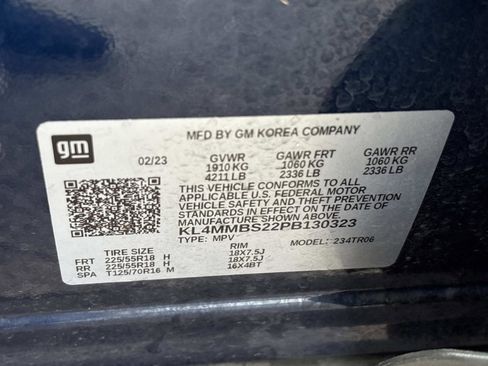 MFD BY GM KOREA COMPANY
gm
02/23
GVWR GAWR FRT GAWR RR
1910 KG 1060 KG 1060 KG
4211 LB 2336 LB 2336 LB
THIS VEHICLE CONFORMS TO ALL
APPLICABLE U.S. FEDERAL MOTOR
VEHICLE SAFETY AND THEFT PREVENTION
STANDARDS IN EFFECT ON THE DATE OF
MANUFACTURE SHOWN ABOVE.
KL4MMBS22PB130323
TYPE: MPV MODEL: 234TR06
TIRE SIZE RIM
FRT 225/55R18 H 18X7.5J
RR 225/55R18 H 18X7.5J
SPA T125/70R16 M 16X4BT